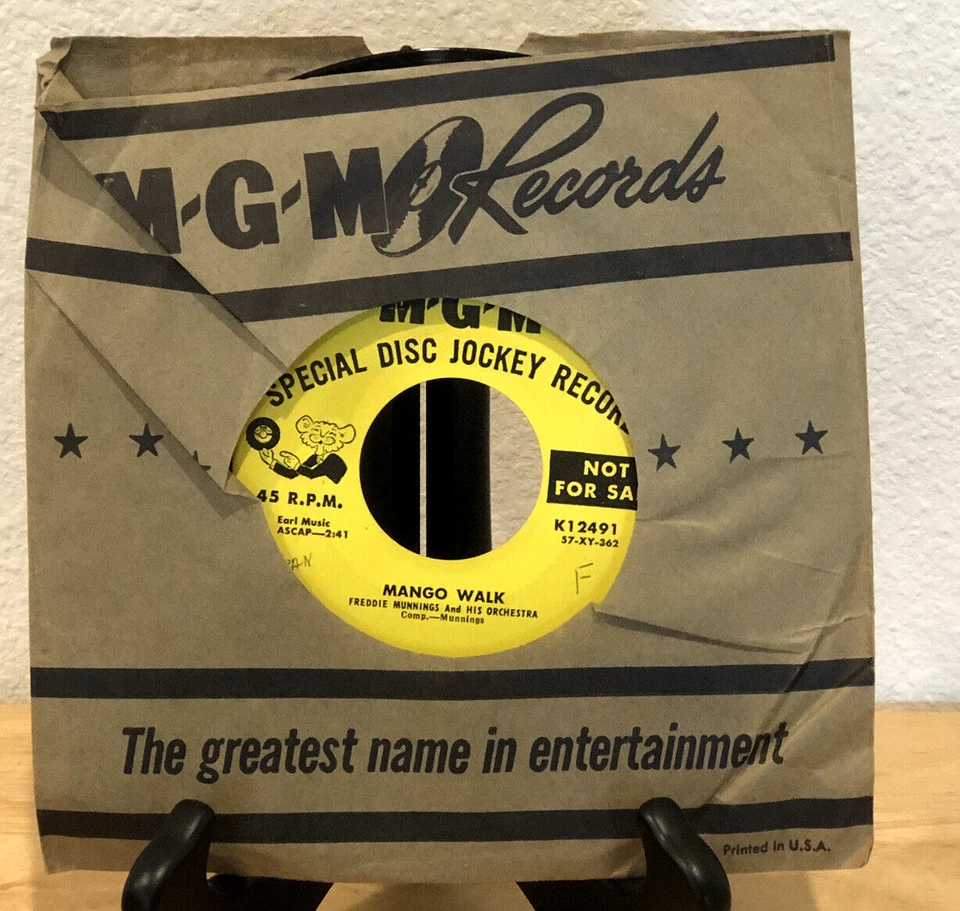 M-G-M Records
M-G-M
SPECIAL DISC JOCKEY RECORD
NOT
FOR SA
45 R.P.M.
Earl Music
ASCAP—2:41
K12491
57-XY-362
F
MANGO WALK
FREDDIE MUNNINGS And HIS ORCHESTRA
Comp.—Munnings
The greatest name in entertainment
Printed in U.S.A.